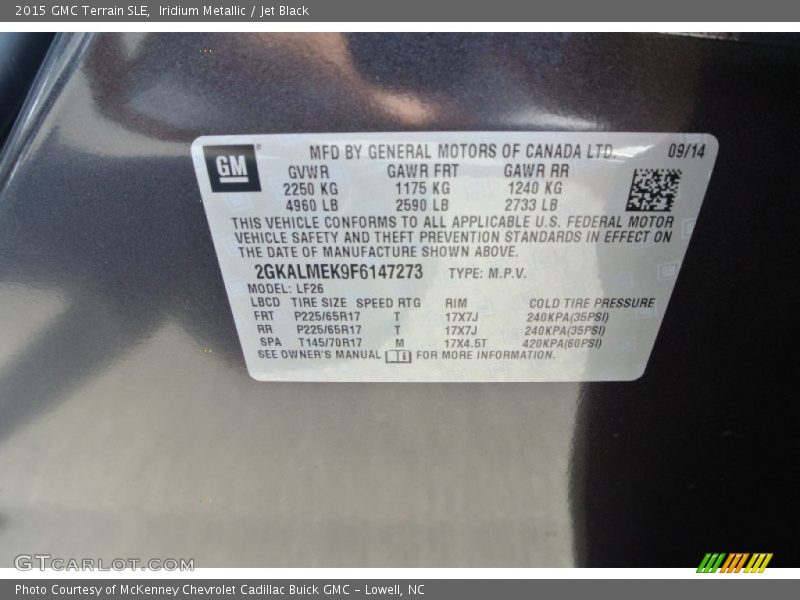 2015 GMC Terrain SLE, Iridium Metallic / Jet Black
GM
MFD BY GENERAL MOTORS OF CANADA LTD. 09/14
GVWR GAWR FRT GAWR RR
2250 KG 1175 KG 1240 KG
4960 LB 2590 LB 2733 LB
THIS VEHICLE CONFORMS TO ALL APPLICABLE U.S. FEDERAL MOTOR
VEHICLE SAFETY AND THEFT PREVENTION STANDARDS IN EFFECT ON
THE DATE OF MANUFACTURE SHOWN ABOVE.
2GKALMEK9F6147273 TYPE: M.P.V.
MODEL: LF26
LBCD TIRE SIZE SPEED RTG RIM COLD TIRE PRESSURE
FRT P225/65R17 T 17X7J 240KPA(35PSI)
RR P225/65R17 T 17X7J 240KPA(35PSI)
SPA T145/70R17 M 17X4.5T 420KPA(60PSI)
SEE OWNER'S MANUAL FOR MORE INFORMATION.
GTCARLOT.COM
Photo Courtesy of McKenney Chevrolet Cadillac Buick GMC - Lowell, NC